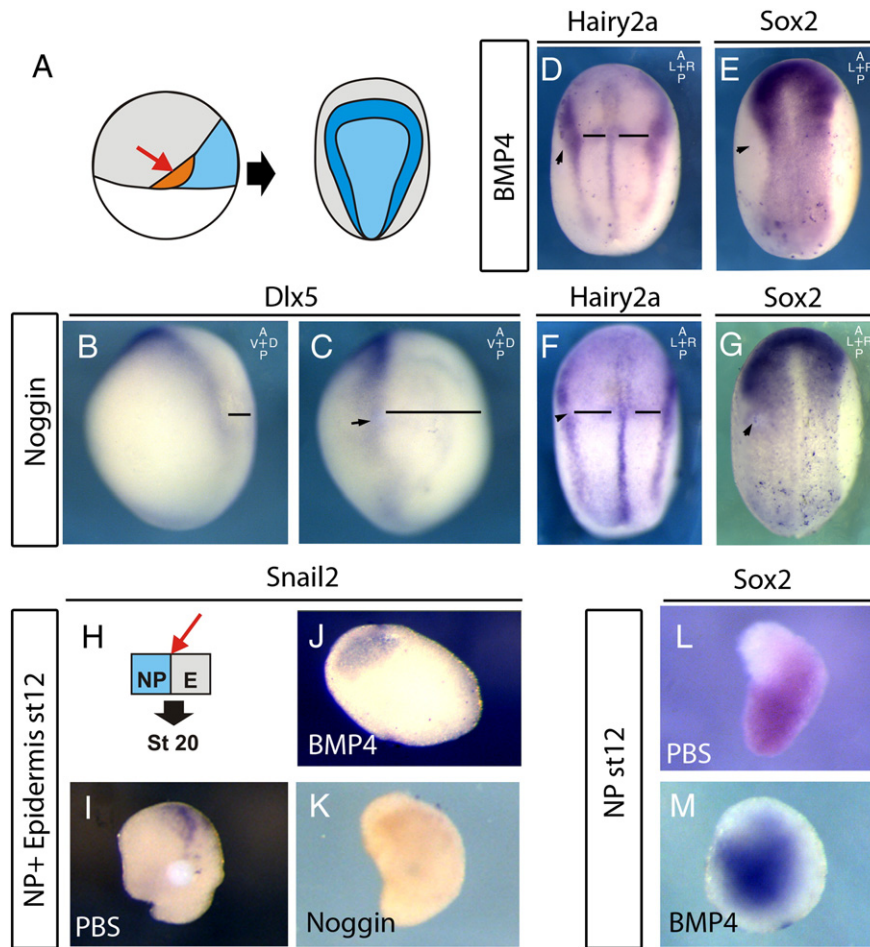 Hairy2a Sox2
A
D
A
L+R
P
E
A
L+R
P
BMP4
Dlx5 Hairy2a Sox2
Noggin
B
A
V+D
P
C
A
V+D
P
F
A
L+R
P
G
A
L+R
P
Snail2 Sox2
NP+ Epidermis st12
H
NP E
St 20
J
BMP4
I
PBS
K
Noggin
NP st12
L
PBS
M
BMP4